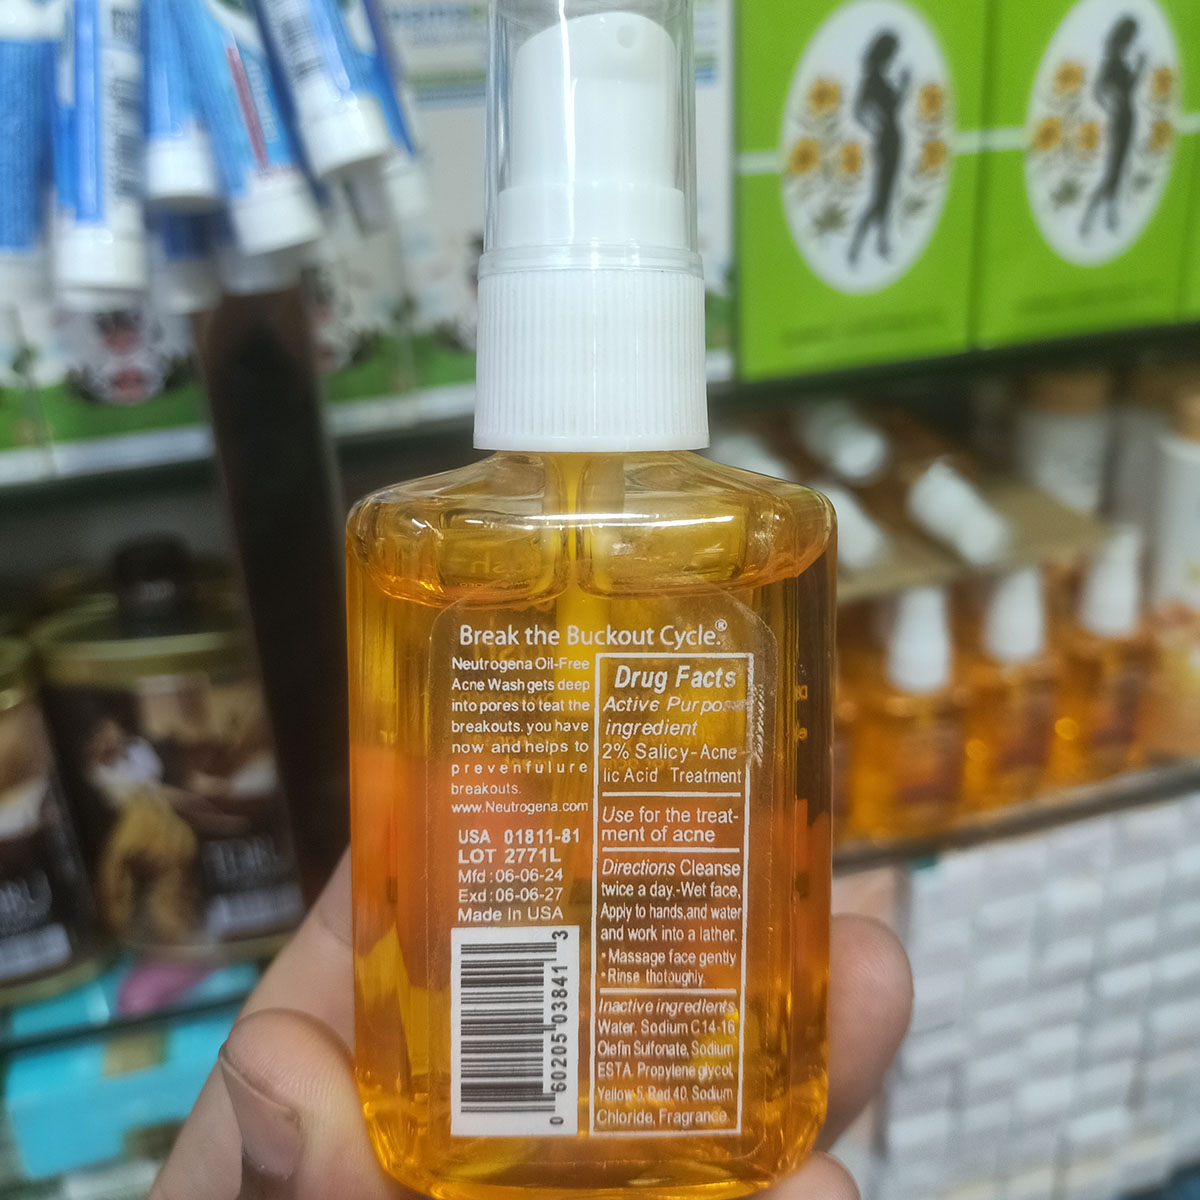 Break the Buckout Cycle.®
Neutrogena Oil-Free
Acne Wash gets deep
into pores to teat the
breakouts. you have
now and helps to
prevenfulure
breakouts.
www.Neutrogena.com
USA 01811-81
LOT 2771L
Mfd : 06-06-24
Exd : 06-06-27
Made In USA
0 60205 03841 3
Drug Facts
Active Purpose
ingredient
2% Salicy-Acne
lic Acid Treatment
Use for the treat-
ment of acne
Directions Cleanse
twice a day.-Wet face,
Apply to hands,and water
and work into a lather.
• Massage face gently
• Rinse thotoughly.
Inactive ingredlents
Water. Sodium C14-16
Olefin Sulfonate, Sodium
ESTA. Propylene glycol,
Yellow 5, Red 40, Sodium
Chloride, Fragrance.